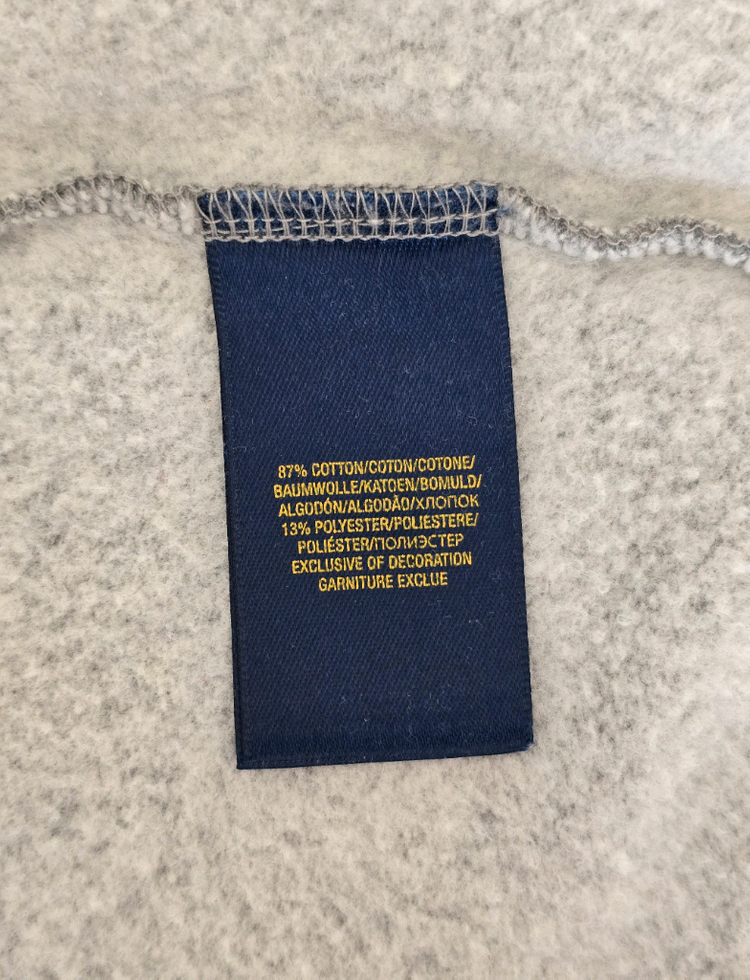 87% COTTON/COTON/COTONE/
BAUMWOLLE/KATOEN/BOMULD/
ALGODÓN/ALGODÃO/ХЛОПОК
13% POLYESTER/POLIESTERE/
POLIÉSTER/ПОЛИЭСТЕР
EXCLUSIVE OF DECORATION
GARNITURE EXCLUE